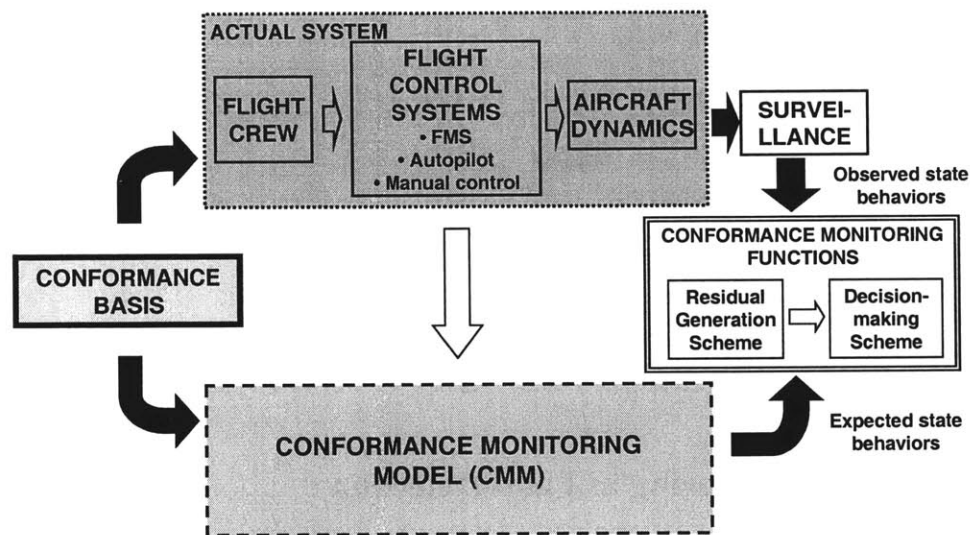 ACTUAL SYSTEM
FLIGHT
CREW
FLIGHT
CONTROL
SYSTEMS
• FMS
• Autopilot
• Manual control
AIRCRAFT
DYNAMICS
SURVEI-
LLANCE
Observed state
behaviors
CONFORMANCE
BASIS
CONFORMANCE MONITORING
FUNCTIONS
Residual
Generation
Scheme
Decision-
making
Scheme
CONFORMANCE MONITORING
MODEL (CMM)
Expected state
behaviors